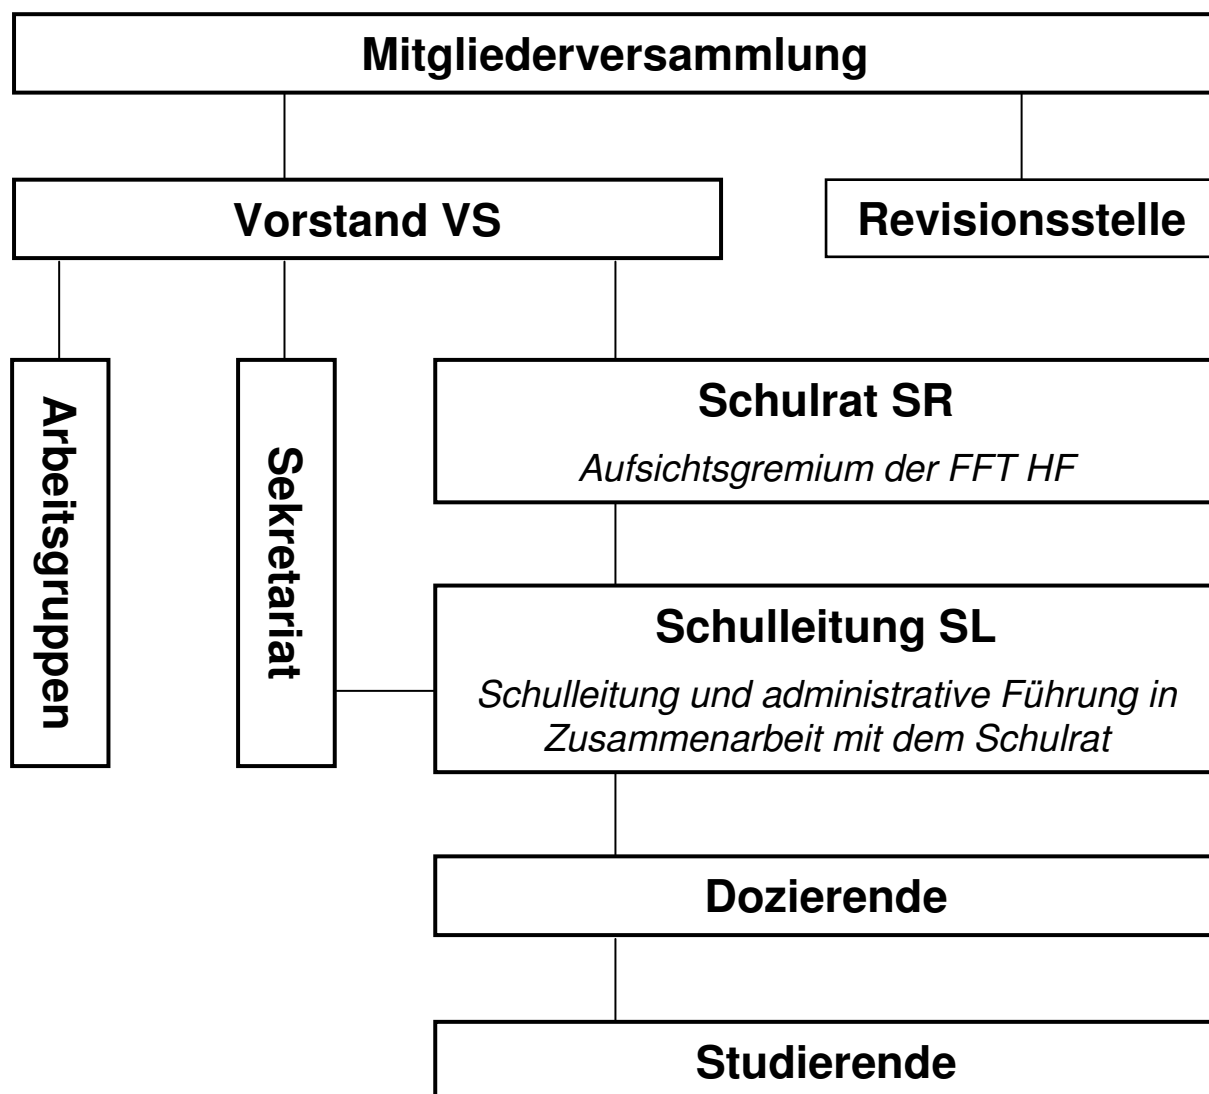 Mitgliederversammlung
Vorstand VS
Revisionsstelle
Arbeitsgruppen
Sekretariat
Schulrat SR
Aufsichtsgremium der FFT HF
Schulleitung SL
Schulleitung und administrative Führung in
Zusammenarbeit mit dem Schulrat
Dozierende
Studierende